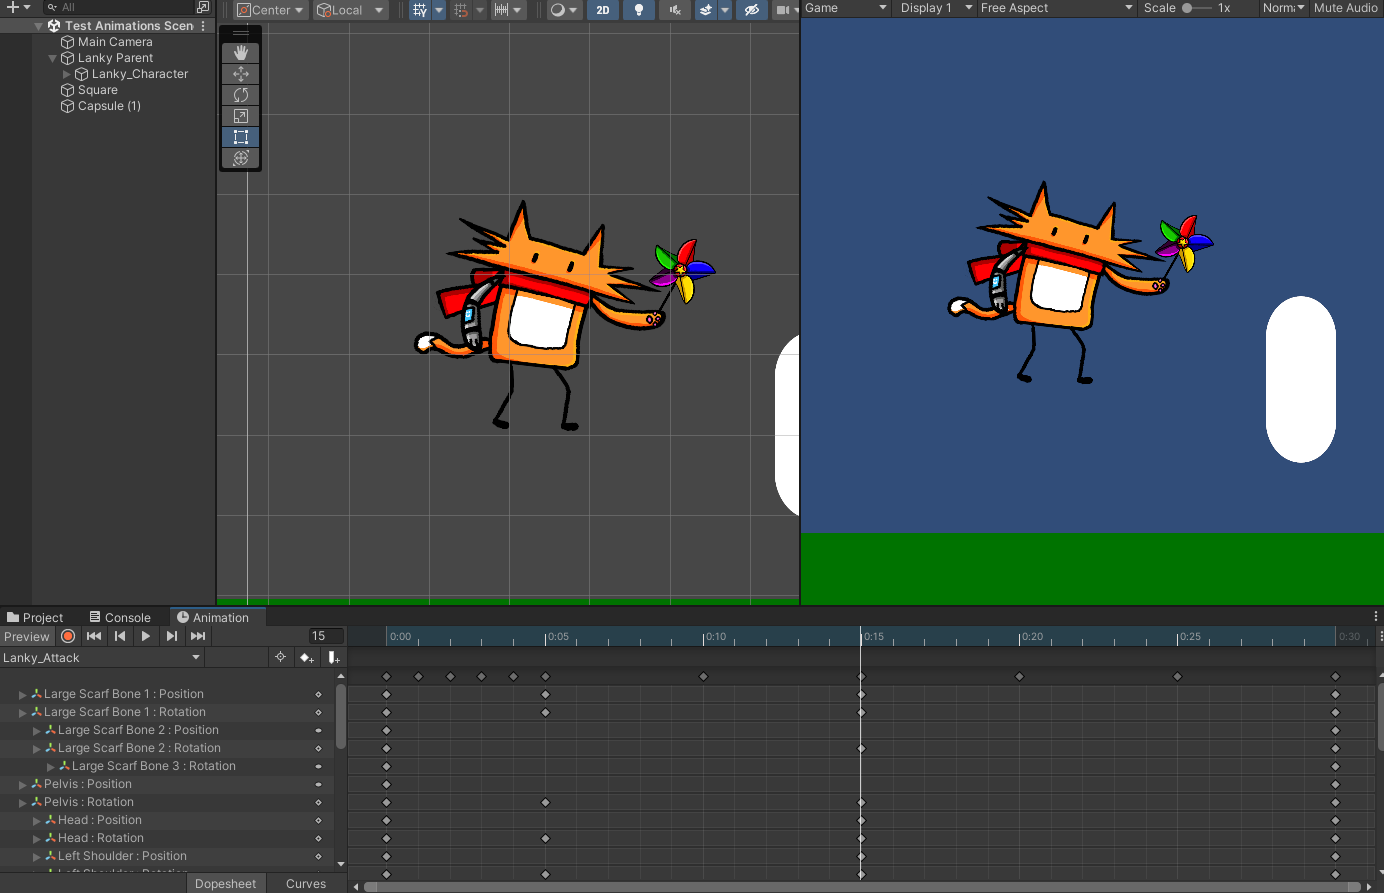 All
Center
Local
2D
Game
Display 1
Free Aspect
Scale
1x
Norm
Mute Audio
Test Animations Scen
Main Camera
Lanky Parent
Lanky_Character
Square
Capsule (1)
Project
Console
Animation
Preview
15
0:00
0:05
0:10
0:15
0:20
0:25
0:30
Lanky_Attack
Large Scarf Bone 1 : Position
Large Scarf Bone 1 : Rotation
Large Scarf Bone 2 : Position
Large Scarf Bone 2 : Rotation
Large Scarf Bone 3 : Rotation
Pelvis : Position
Pelvis : Rotation
Head : Position
Head : Rotation
Left Shoulder : Position
Dopesheet
Curves